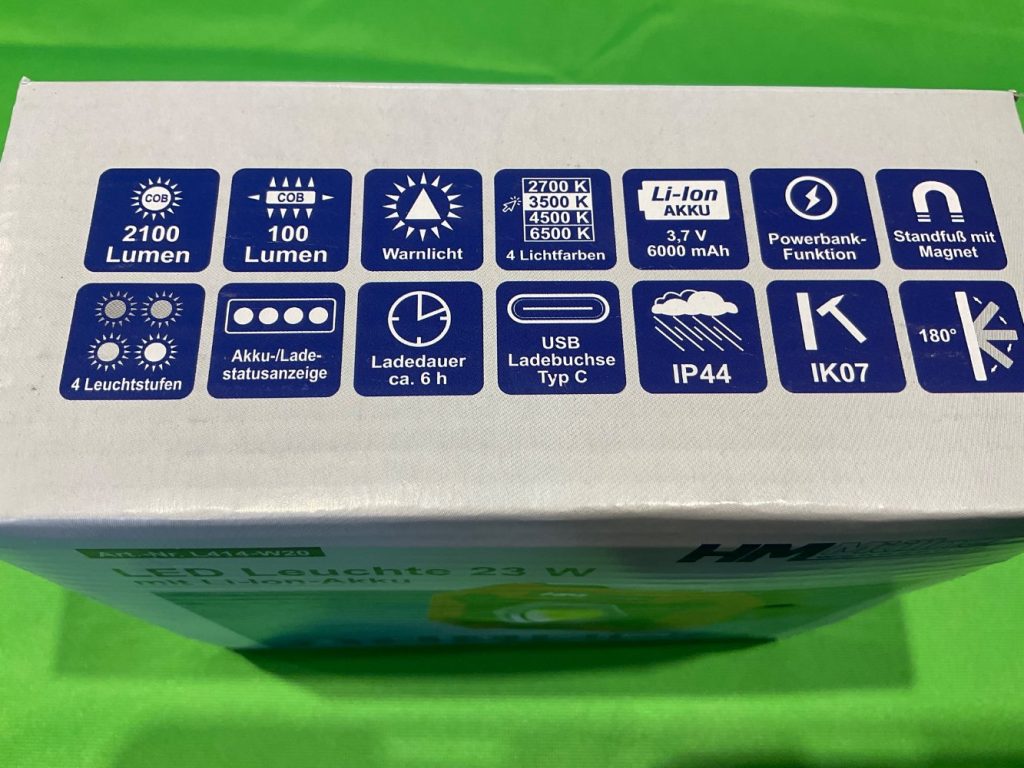 COB
2100
Lumen
COB
100
Lumen
Warnlicht
2700 K
3500 K
4500 K
6500 K
4 Lichtfarben
Li-Ion
AKKU
3,7 V
6000 mAh
Powerbank-
Funktion
Standfuß mit
Magnet
4 Leuchtstufen
Akku-/Lade-
statusanzeige
Ladedauer
ca. 6 h
USB
Ladebuchse
Typ C
IP44
IK07
180°
Art.-Nr. L414-W20
HM
LED Leuchte 23 W
mit Li-Ion-Akku